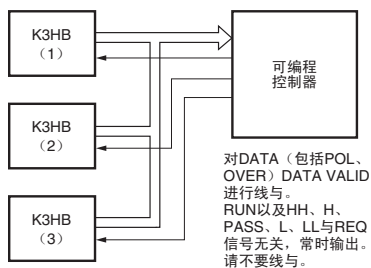 K3HB
（1）
K3HB
（2）
K3HB
（3）
可编程
控制器
对DATA（包括POL、
OVER）DATA VALID
进行线与。
RUN以及HH、H、
PASS、L、LL与REQ
信号无关，常时输出。
请不要线与。